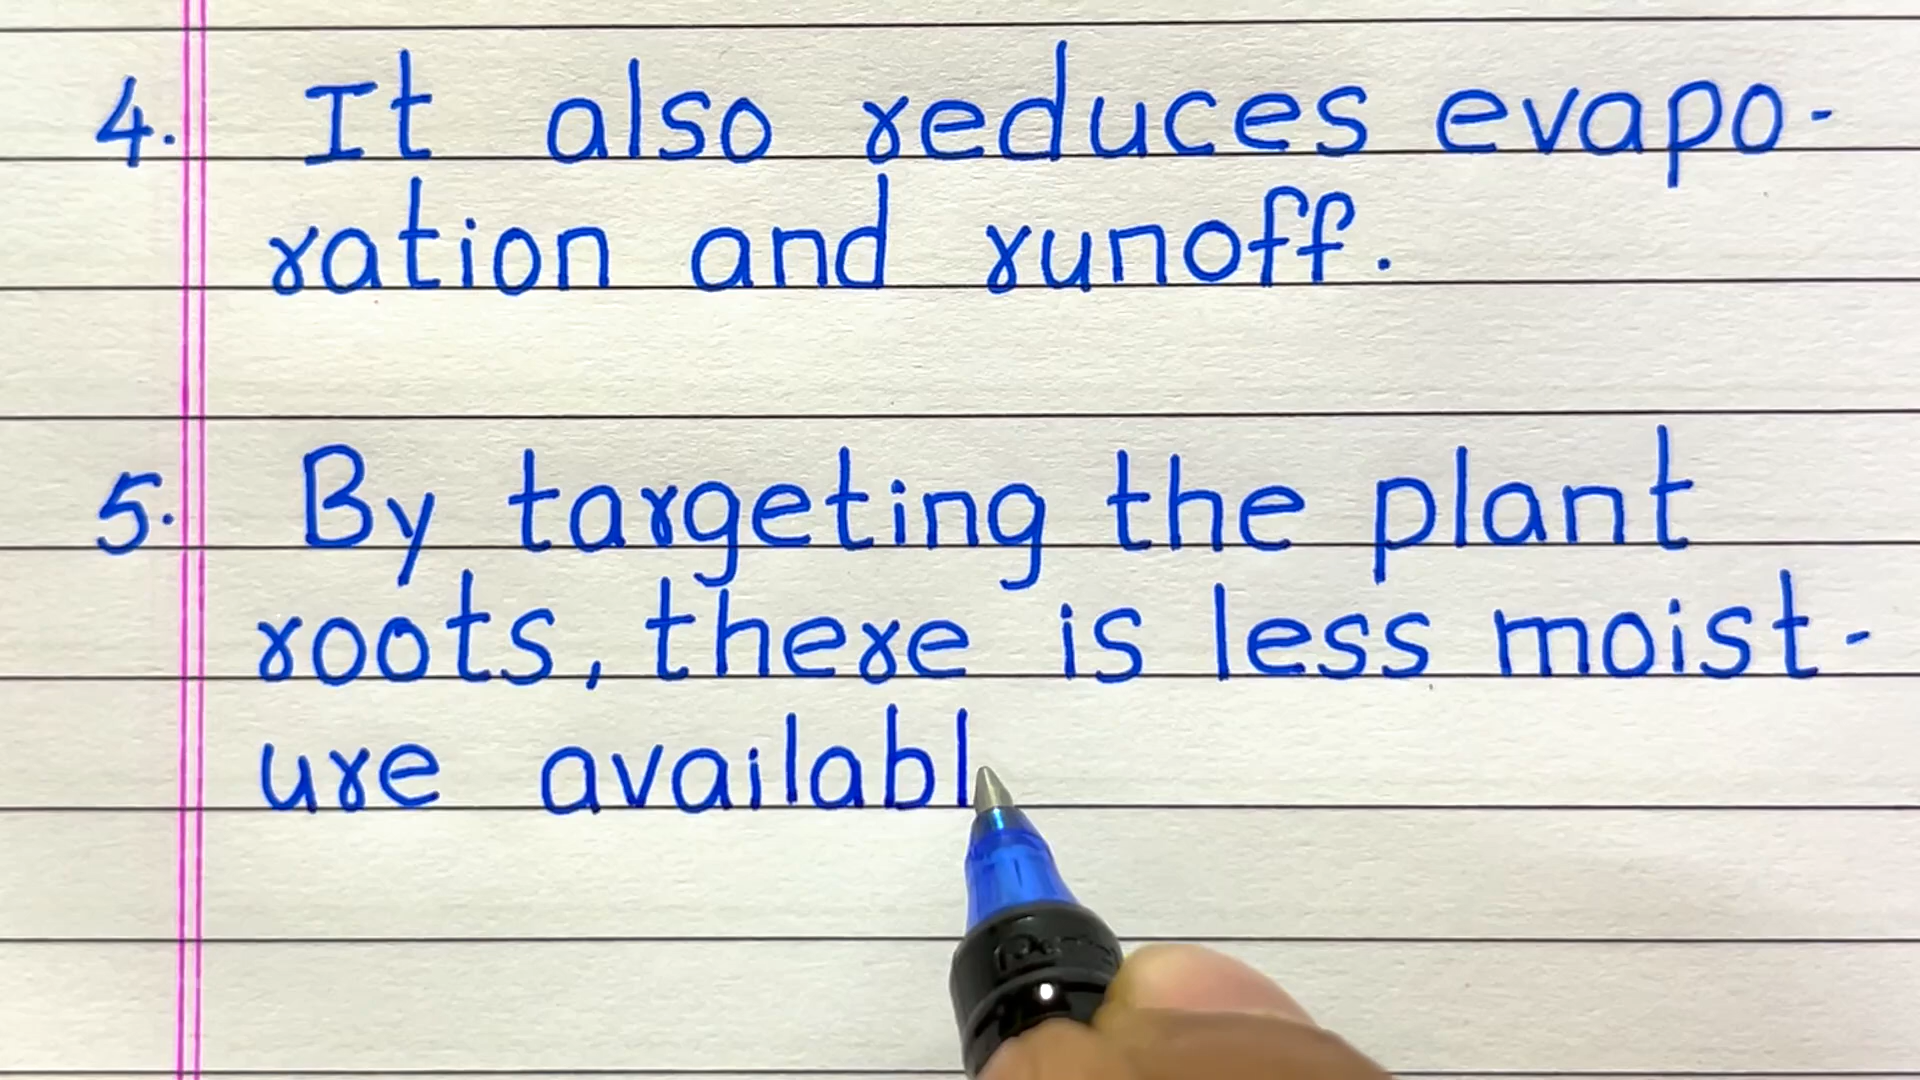 4. It also reduces evapo-
ration and runoff.
5. By targeting the plant
roots, there is less moist-
ure availabl